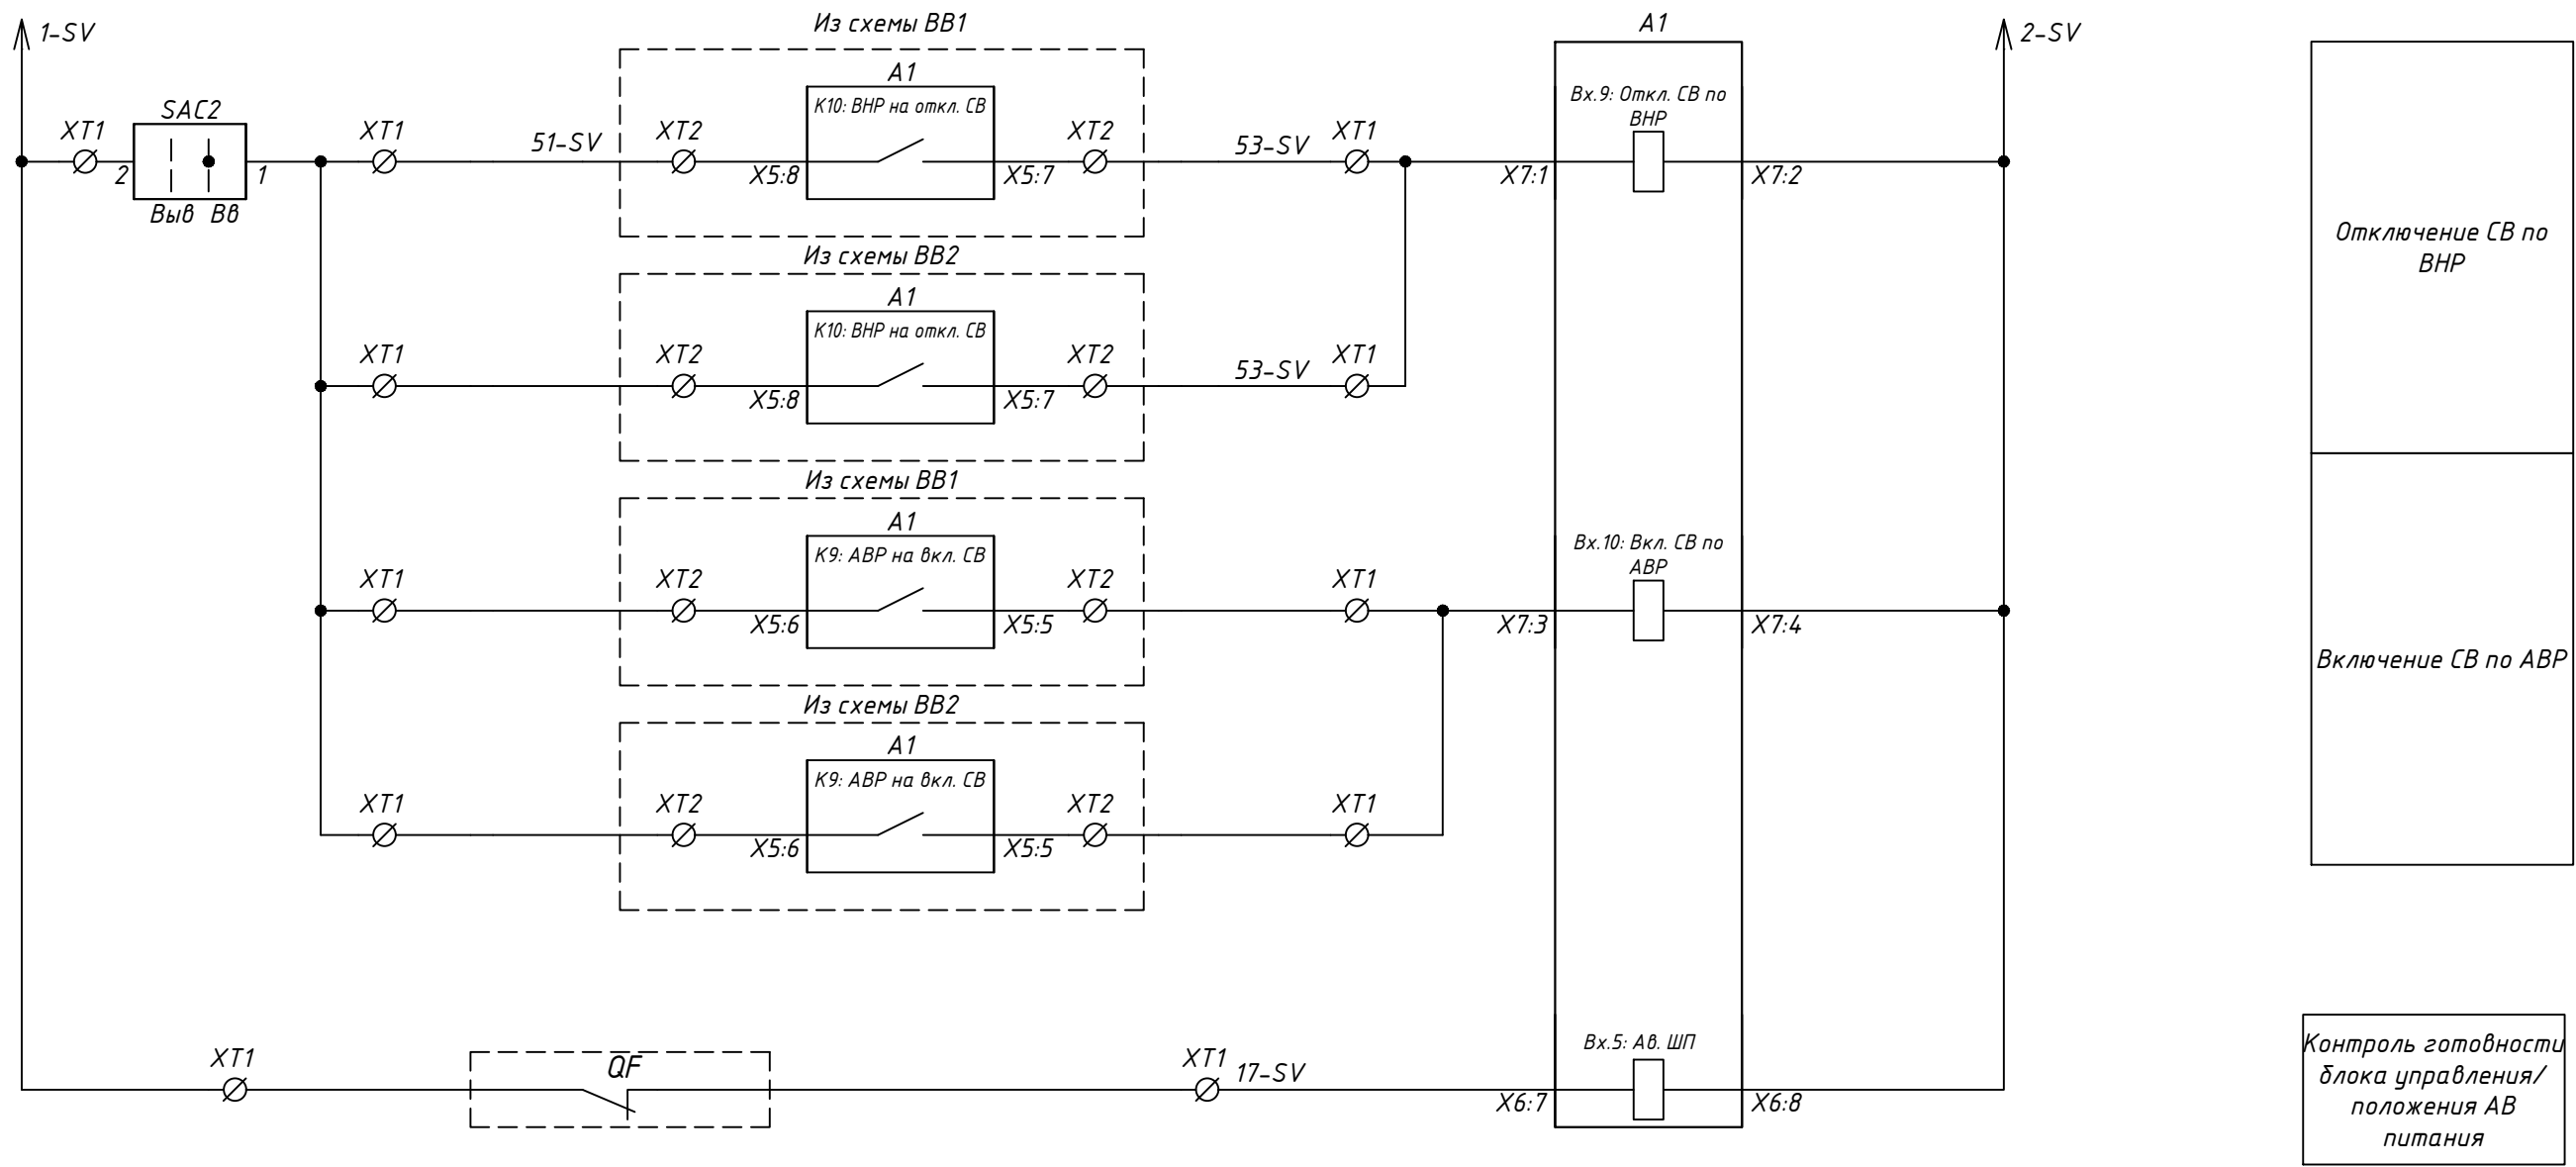 1-SV
Из схемы ВВ1
A1
2-SV
A1
SAC2
К10: ВНР на откл. СВ
Вх.9: Откл. СВ по
ВНР
XT1
XT1
51-SV
XT2
XT2
53-SV
XT1
2
1
X5:8
X5:7
X7:1
X7:2
Выв
Вв
Отключение СВ по
ВНР
Из схемы ВВ2
A1
К10: ВНР на откл. СВ
XT1
XT2
XT2
53-SV
XT1
X5:8
X5:7
Из схемы ВВ1
A1
К9: АВР на вкл. СВ
Вх.10: Вкл. СВ по
АВР
XT1
XT2
XT2
XT1
X5:6
X5:5
X7:3
X7:4
Включение СВ по АВР
Из схемы ВВ2
A1
К9: АВР на вкл. СВ
XT1
XT2
XT2
XT1
X5:6
X5:5
XT1
QF
XT1
17-SV
Вх.5: Ав. ШП
X6:7
X6:8
Контроль готовности
блока управления/
положения АВ
питания